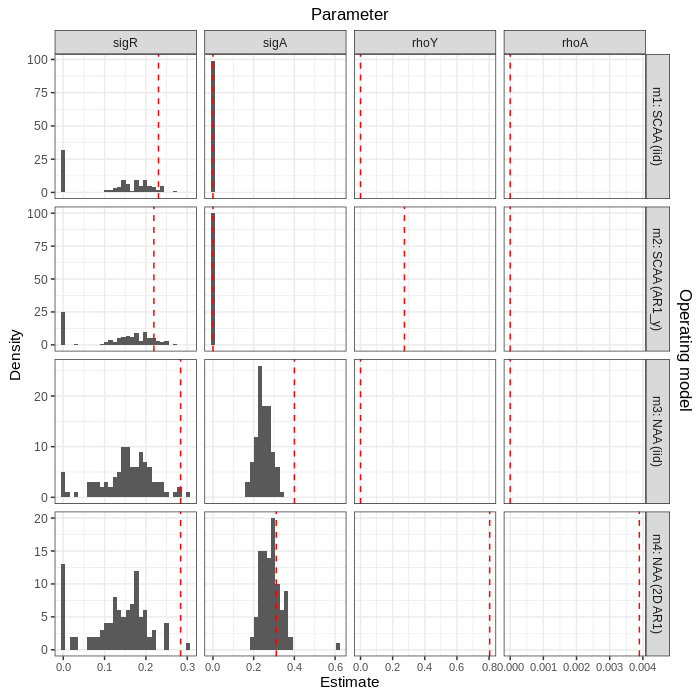 Parameter
sigR sigA rhoY rhoA
100
75
50
25
0
m1: SCAA (iid)
100
75
50
25
0
m2: SCAA (AR1_y)
20
10
0
m3: NAA (iid)
20
15
10
5
0
m4: NAA (2D AR1)
Density
Operating model
0.0 0.1 0.2 0.3 0.0 0.2 0.4 0.6 0.0 0.2 0.4 0.6 0.8 0.000 0.001 0.002 0.003 0.004
Estimate